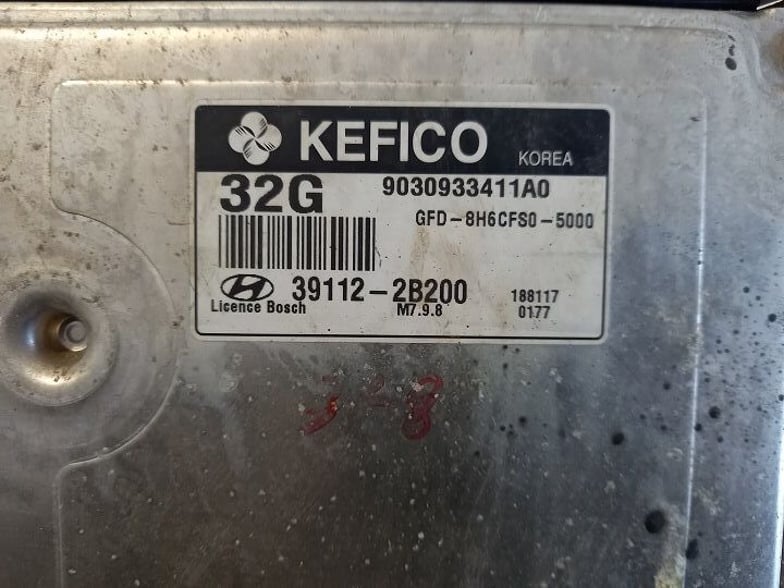 KEFICO KOREA
32G 9030933411A0
GFD-8H6CFS0-5000
39112-2B200 188117
Licence Bosch M7.9.8 0177